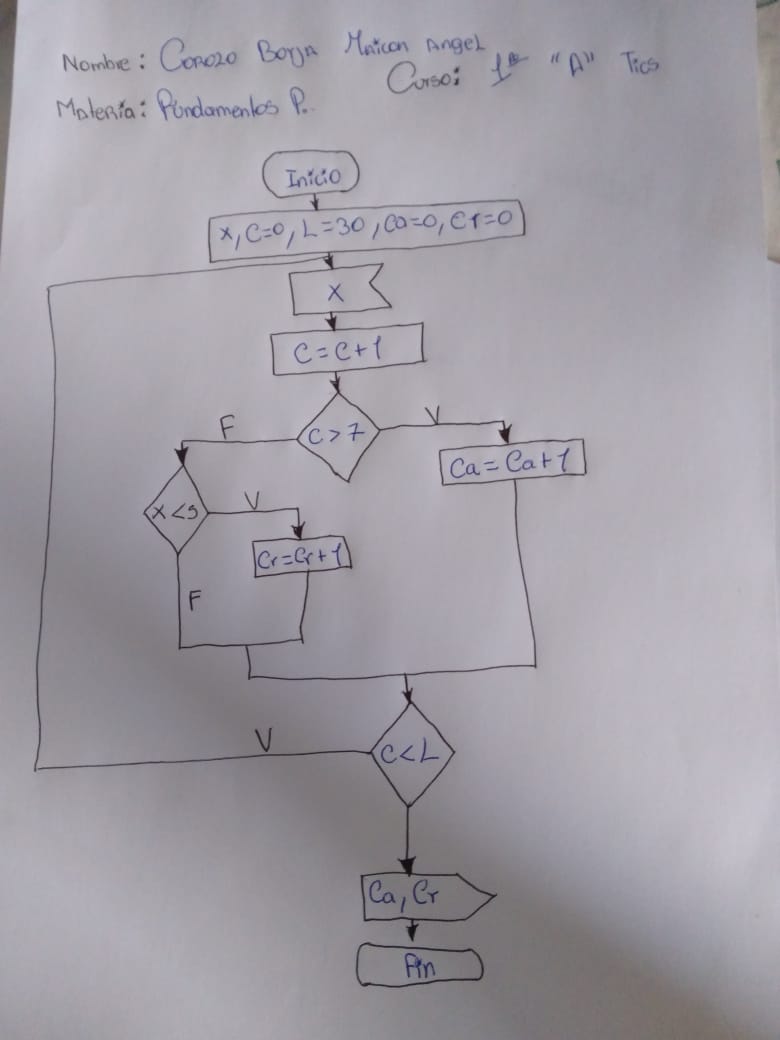 Nombre: Corozo Borja Maicon Angel
Curso: 1º "A" Tics
Materia: Fundamentos P.
Inicio
x, C=0, L=30, Ca=0, Cr=0
x
C=C+1
C>7
F
V
Ca=Ca+1
x<5
V
Cr=Cr+1
F
C<L
V
Ca, Cr
Fin